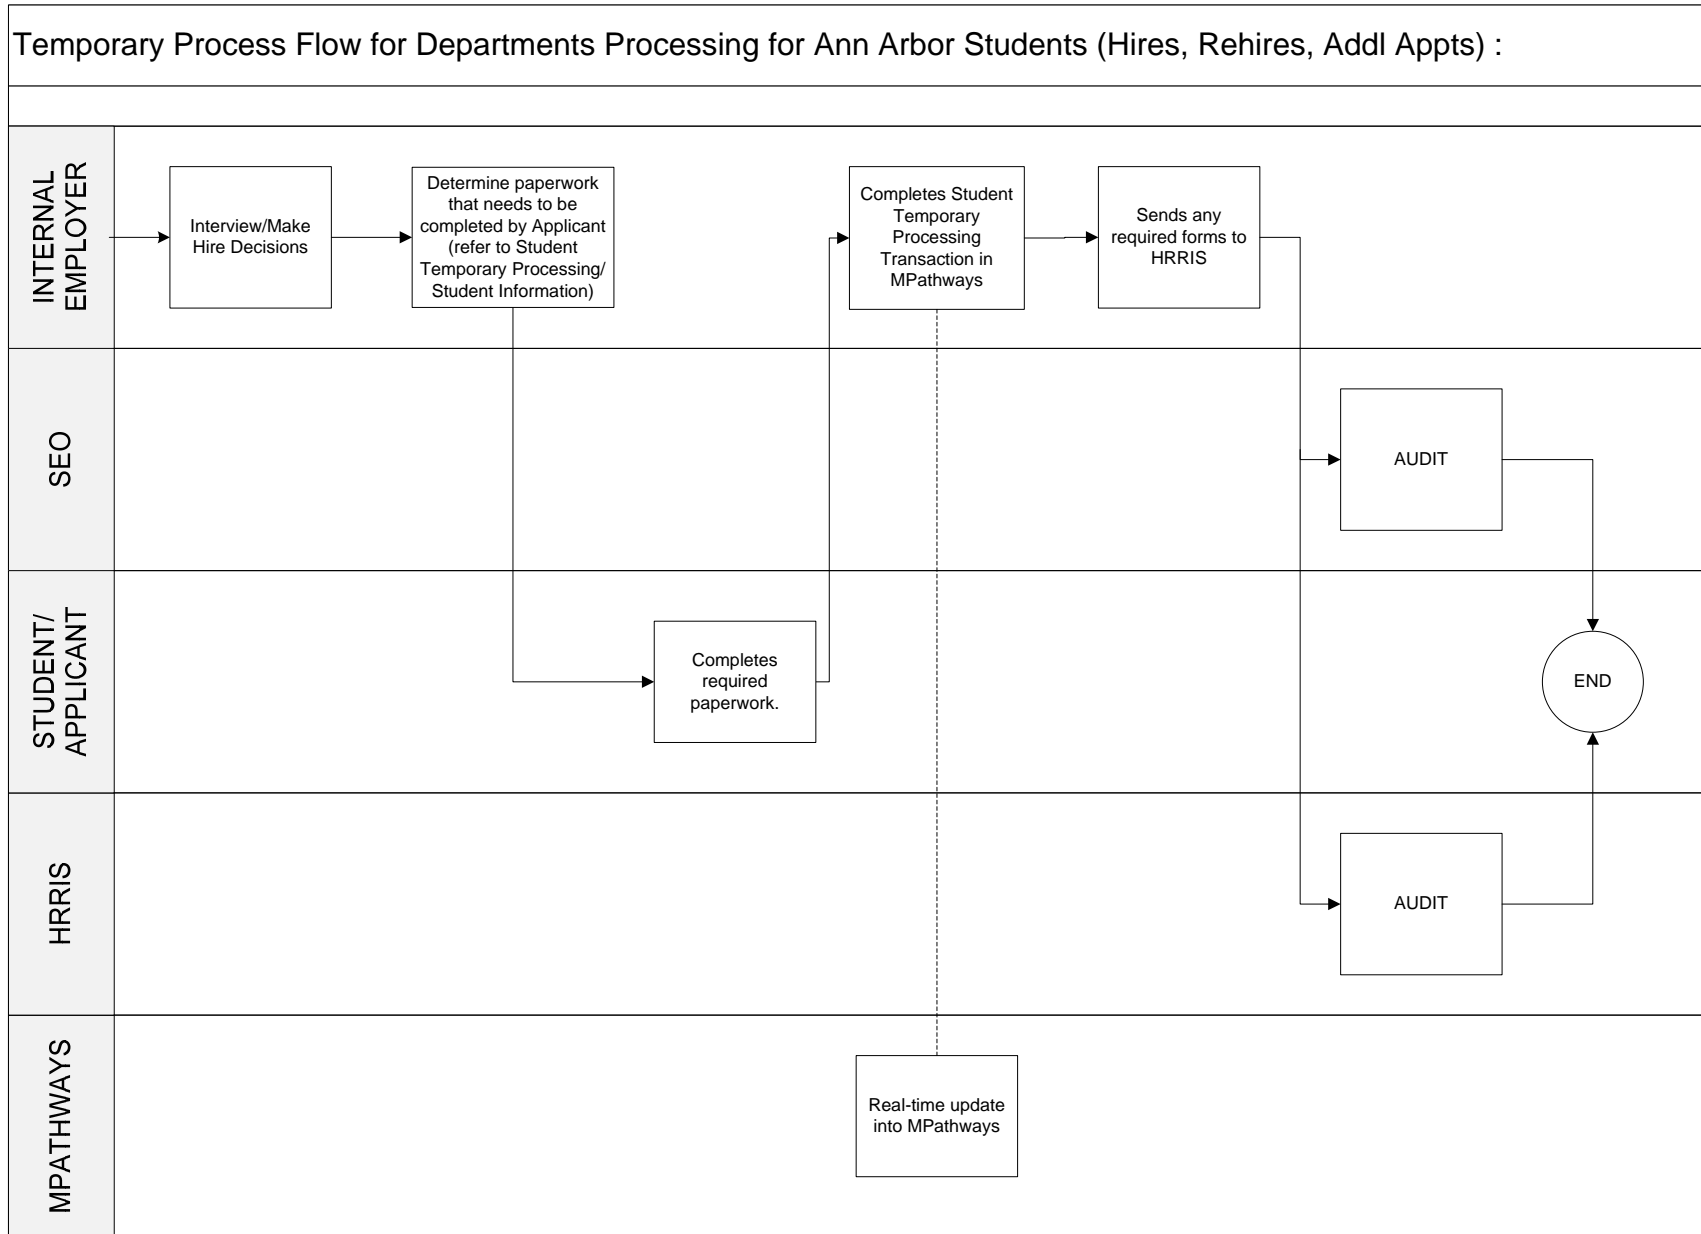 Temporary Process Flow for Departments Processing for Ann Arbor Students (Hires, Rehires, Addl Appts) :
INTERNAL
EMPLOYER
Interview/Make
Hire Decisions
Determine paperwork
that needs to be
completed by Applicant
(refer to Student
Temporary Processing/
Student Information)
Completes Student
Temporary
Processing
Transaction in
MPathways
Sends any
required forms to
HRRIS
SEO
AUDIT
STUDENT/
APPLICANT
Completes
required
paperwork.
END
HRRIS
AUDIT
MPATHWAYS
Real-time update
into MPathways